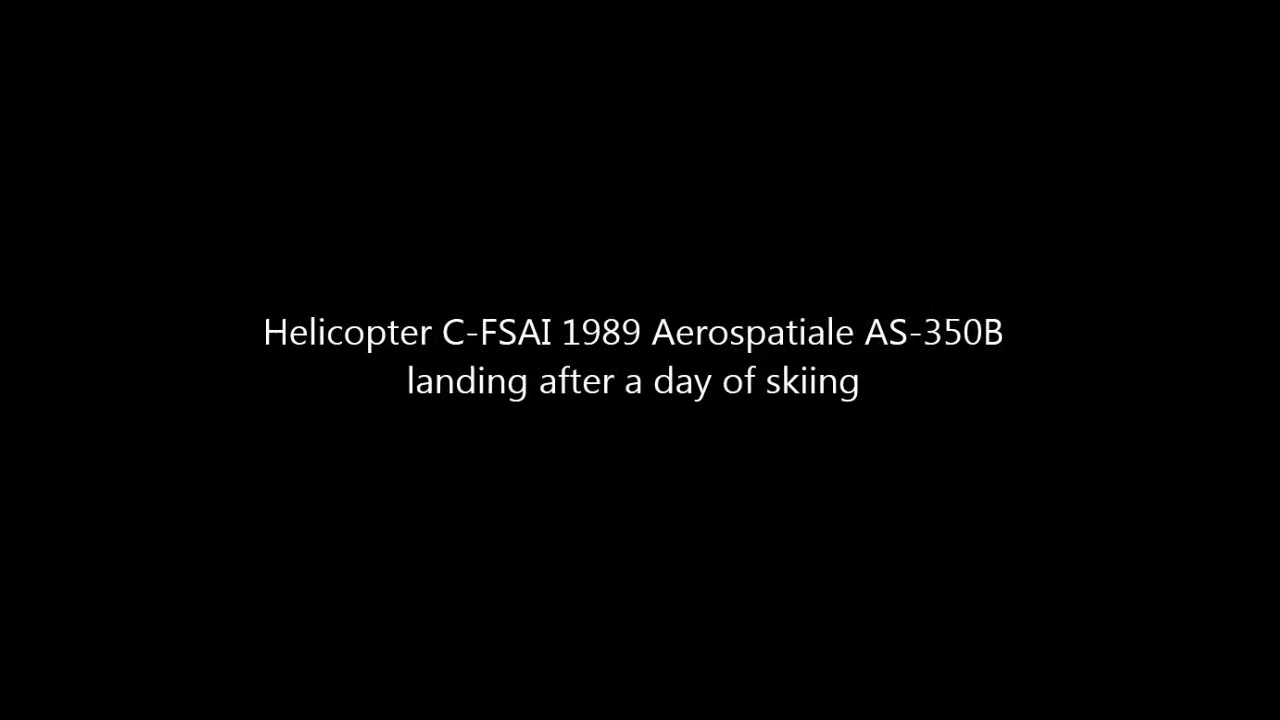 Helicopter C-FSAI 1989 Aerospatiale AS-350B
landing after a day of skiing